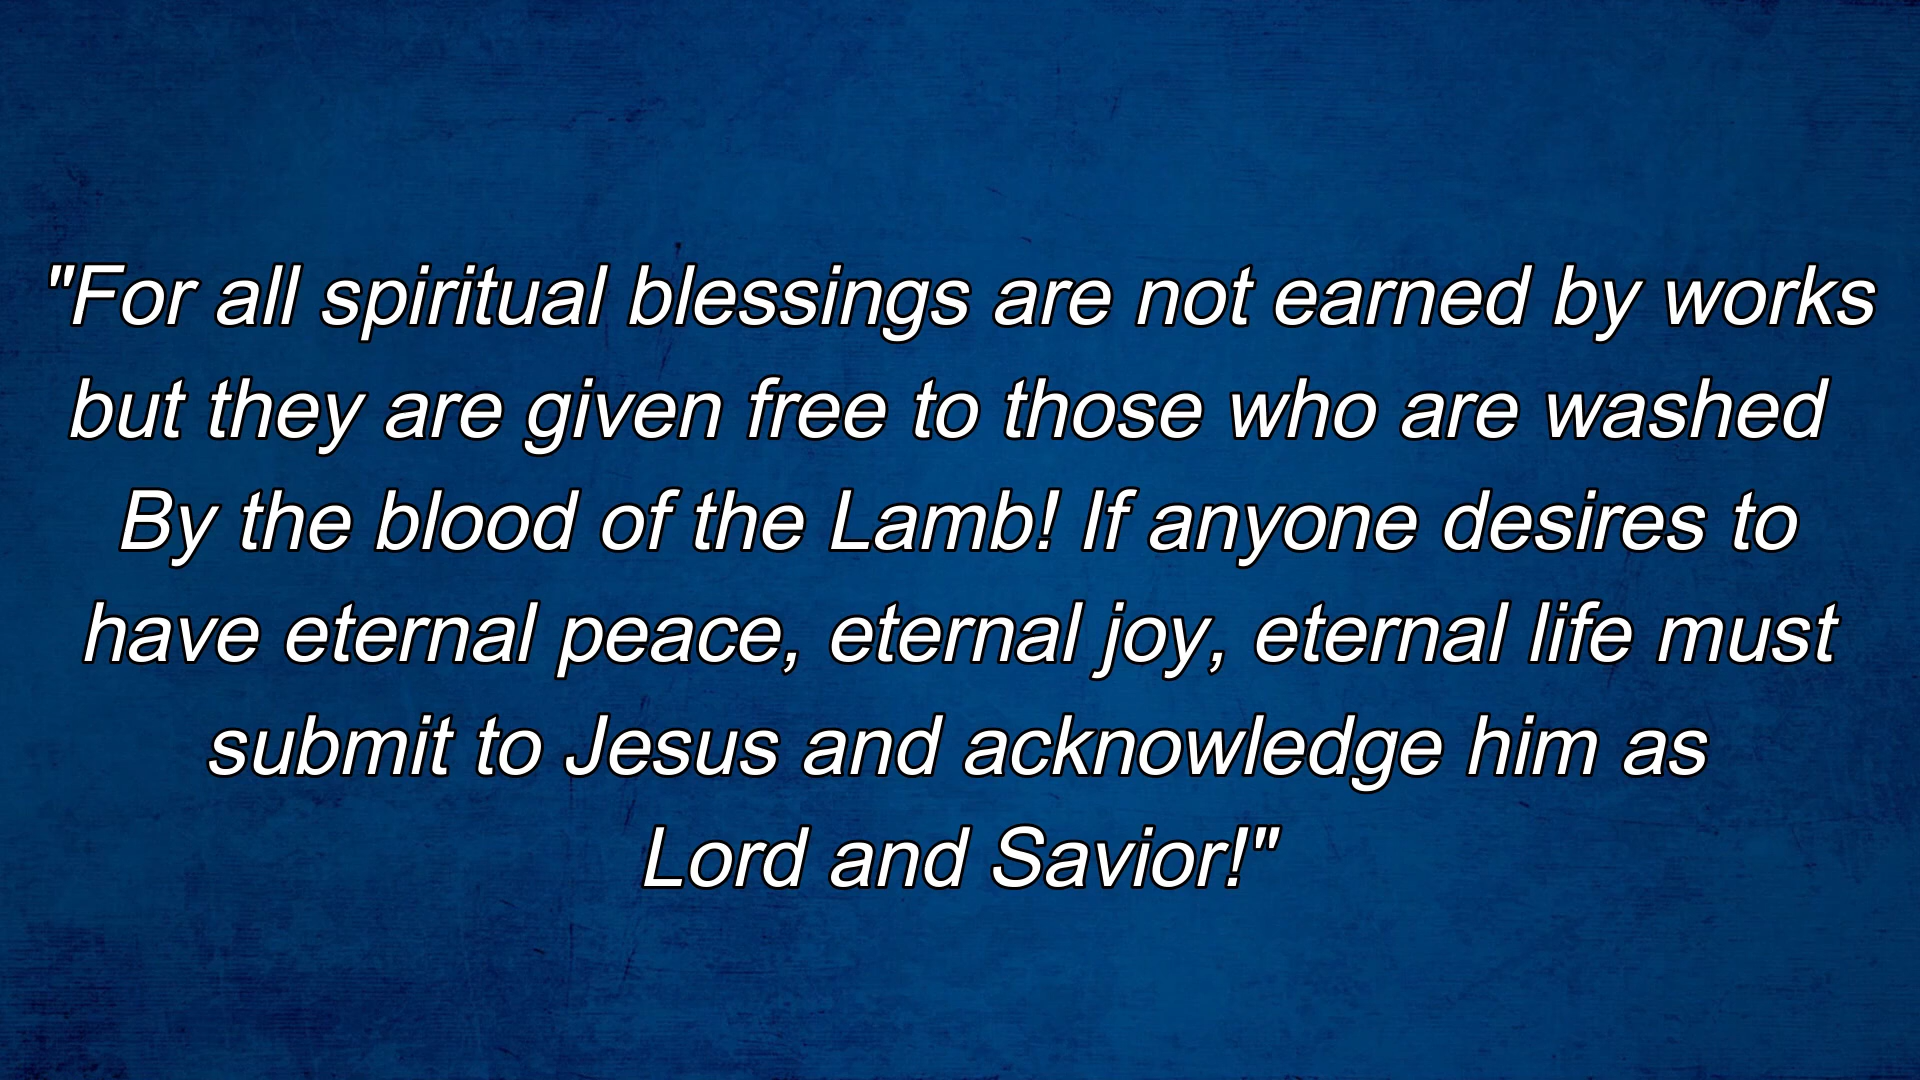 "For all spiritual blessings are not earned by works
but they are given free to those who are washed
By the blood of the Lamb! If anyone desires to
have eternal peace, eternal joy, eternal life must
submit to Jesus and acknowledge him as
Lord and Savior!"